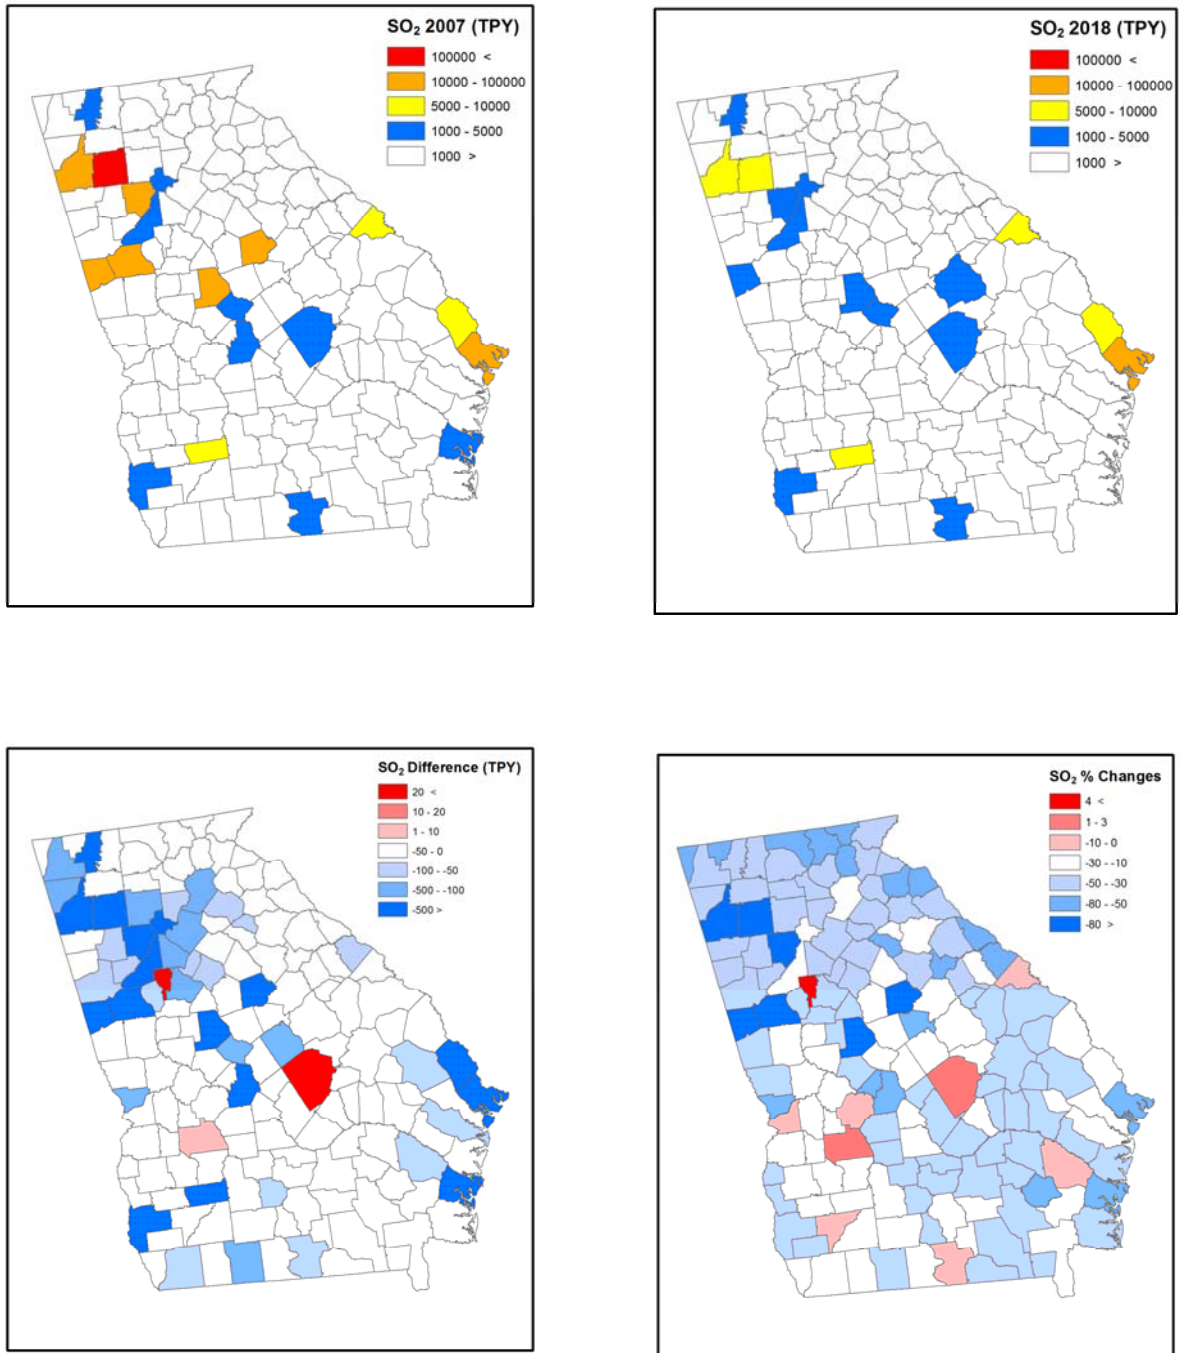 SO₂ 2007 (TPY)
100000 <
10000 - 100000
5000 - 10000
1000 - 5000
1000 >
SO₂ 2018 (TPY)
100000 <
10000 - 100000
5000 - 10000
1000 - 5000
1000 >
SO₂ Difference (TPY)
20 <
10 - 20
1 - 10
-50 - 0
-100 - -50
-500 - -100
-500 >
SO₂ % Changes
4 <
1 - 3
-10 - 0
-30 - -10
-50 - -30
-80 - -50
-80 >